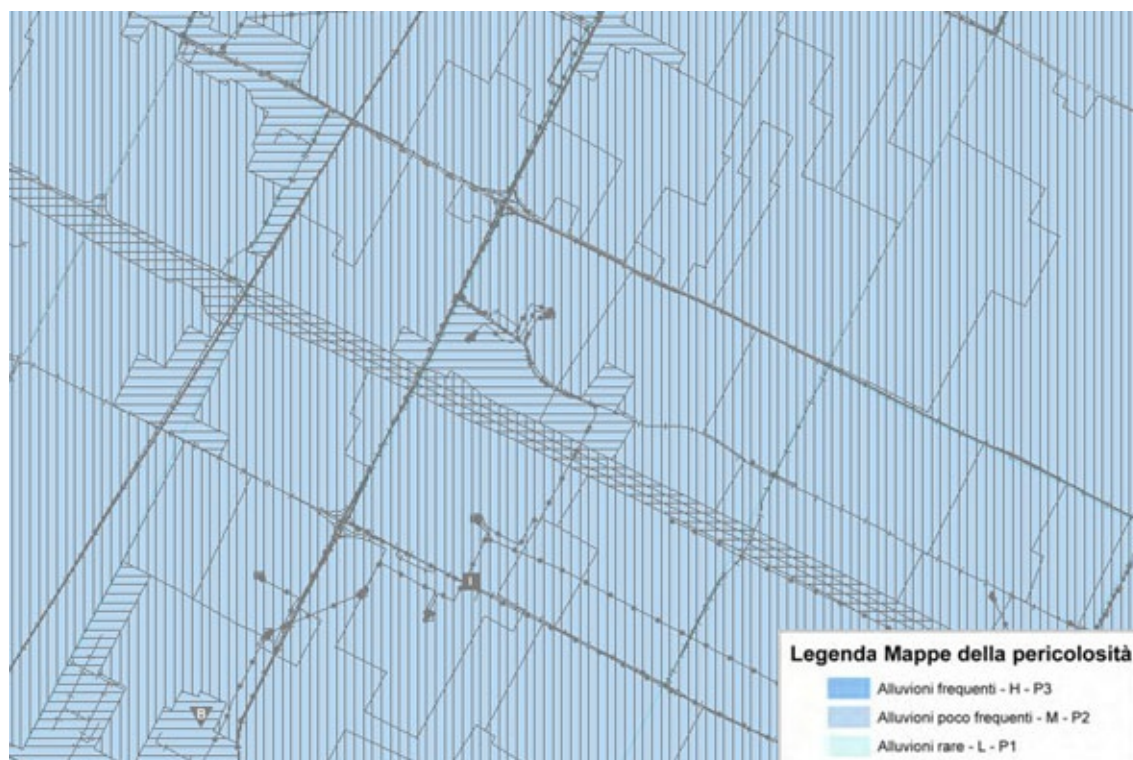 I
B
Legenda Mappe della pericolosità
Alluvioni frequenti - H - P3
Alluvioni poco frequenti - M - P2
Alluvioni rare - L - P1